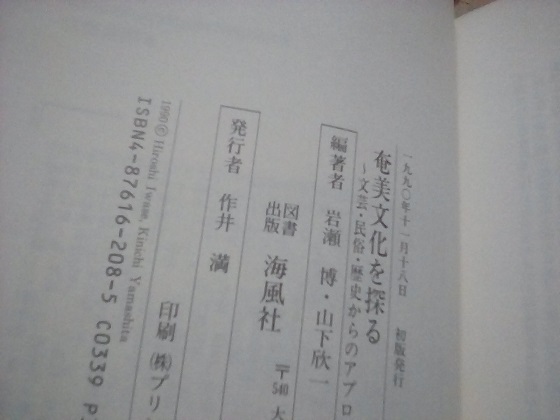 一九九〇年十一月十八日 初版発行
奄美文化を探る
~文芸・民俗・歴史からのアプロ
編著者 岩瀬 博・山下欣一
図書出版 海風社
〒540 大
発行者 作井 満
印刷 ㈱プリ
1990 © Hiroshi Iwase, Kinichi Yamashita
ISBN4-87616-208-5 C0339 P